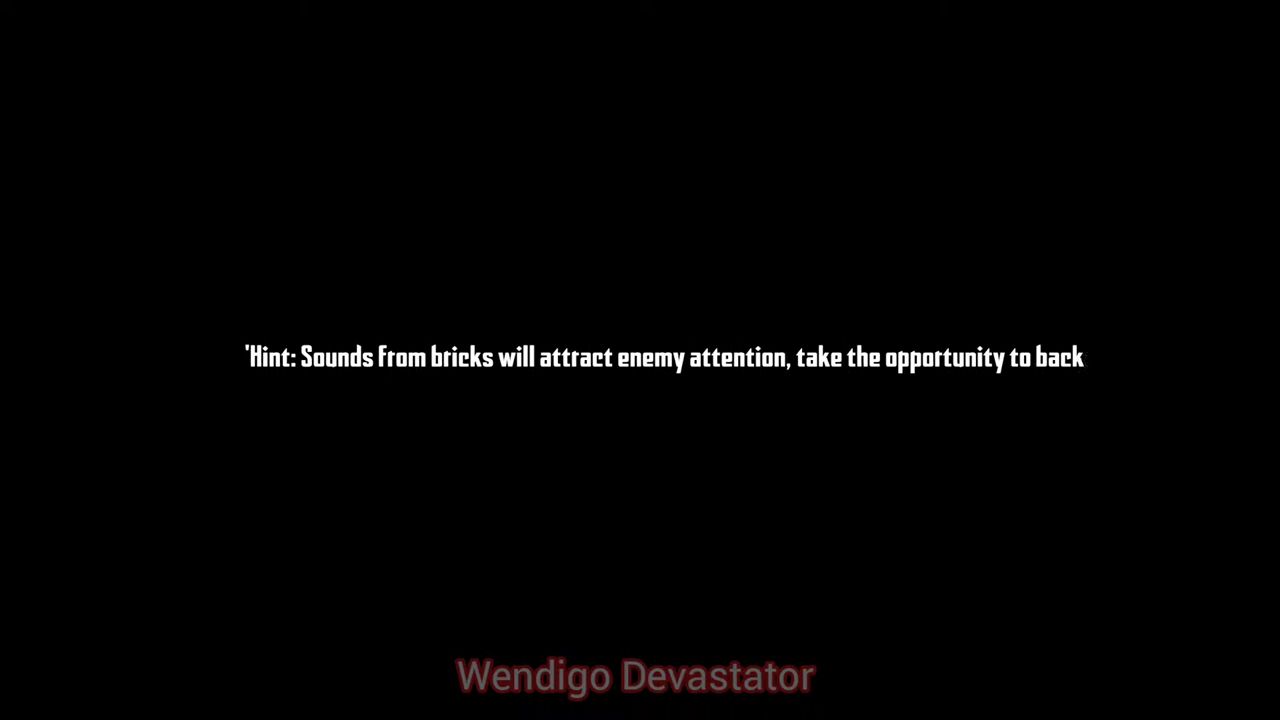 'Hint: Sounds from bricks will attract enemy attention, take the opportunity to back
Wendigo Devastator